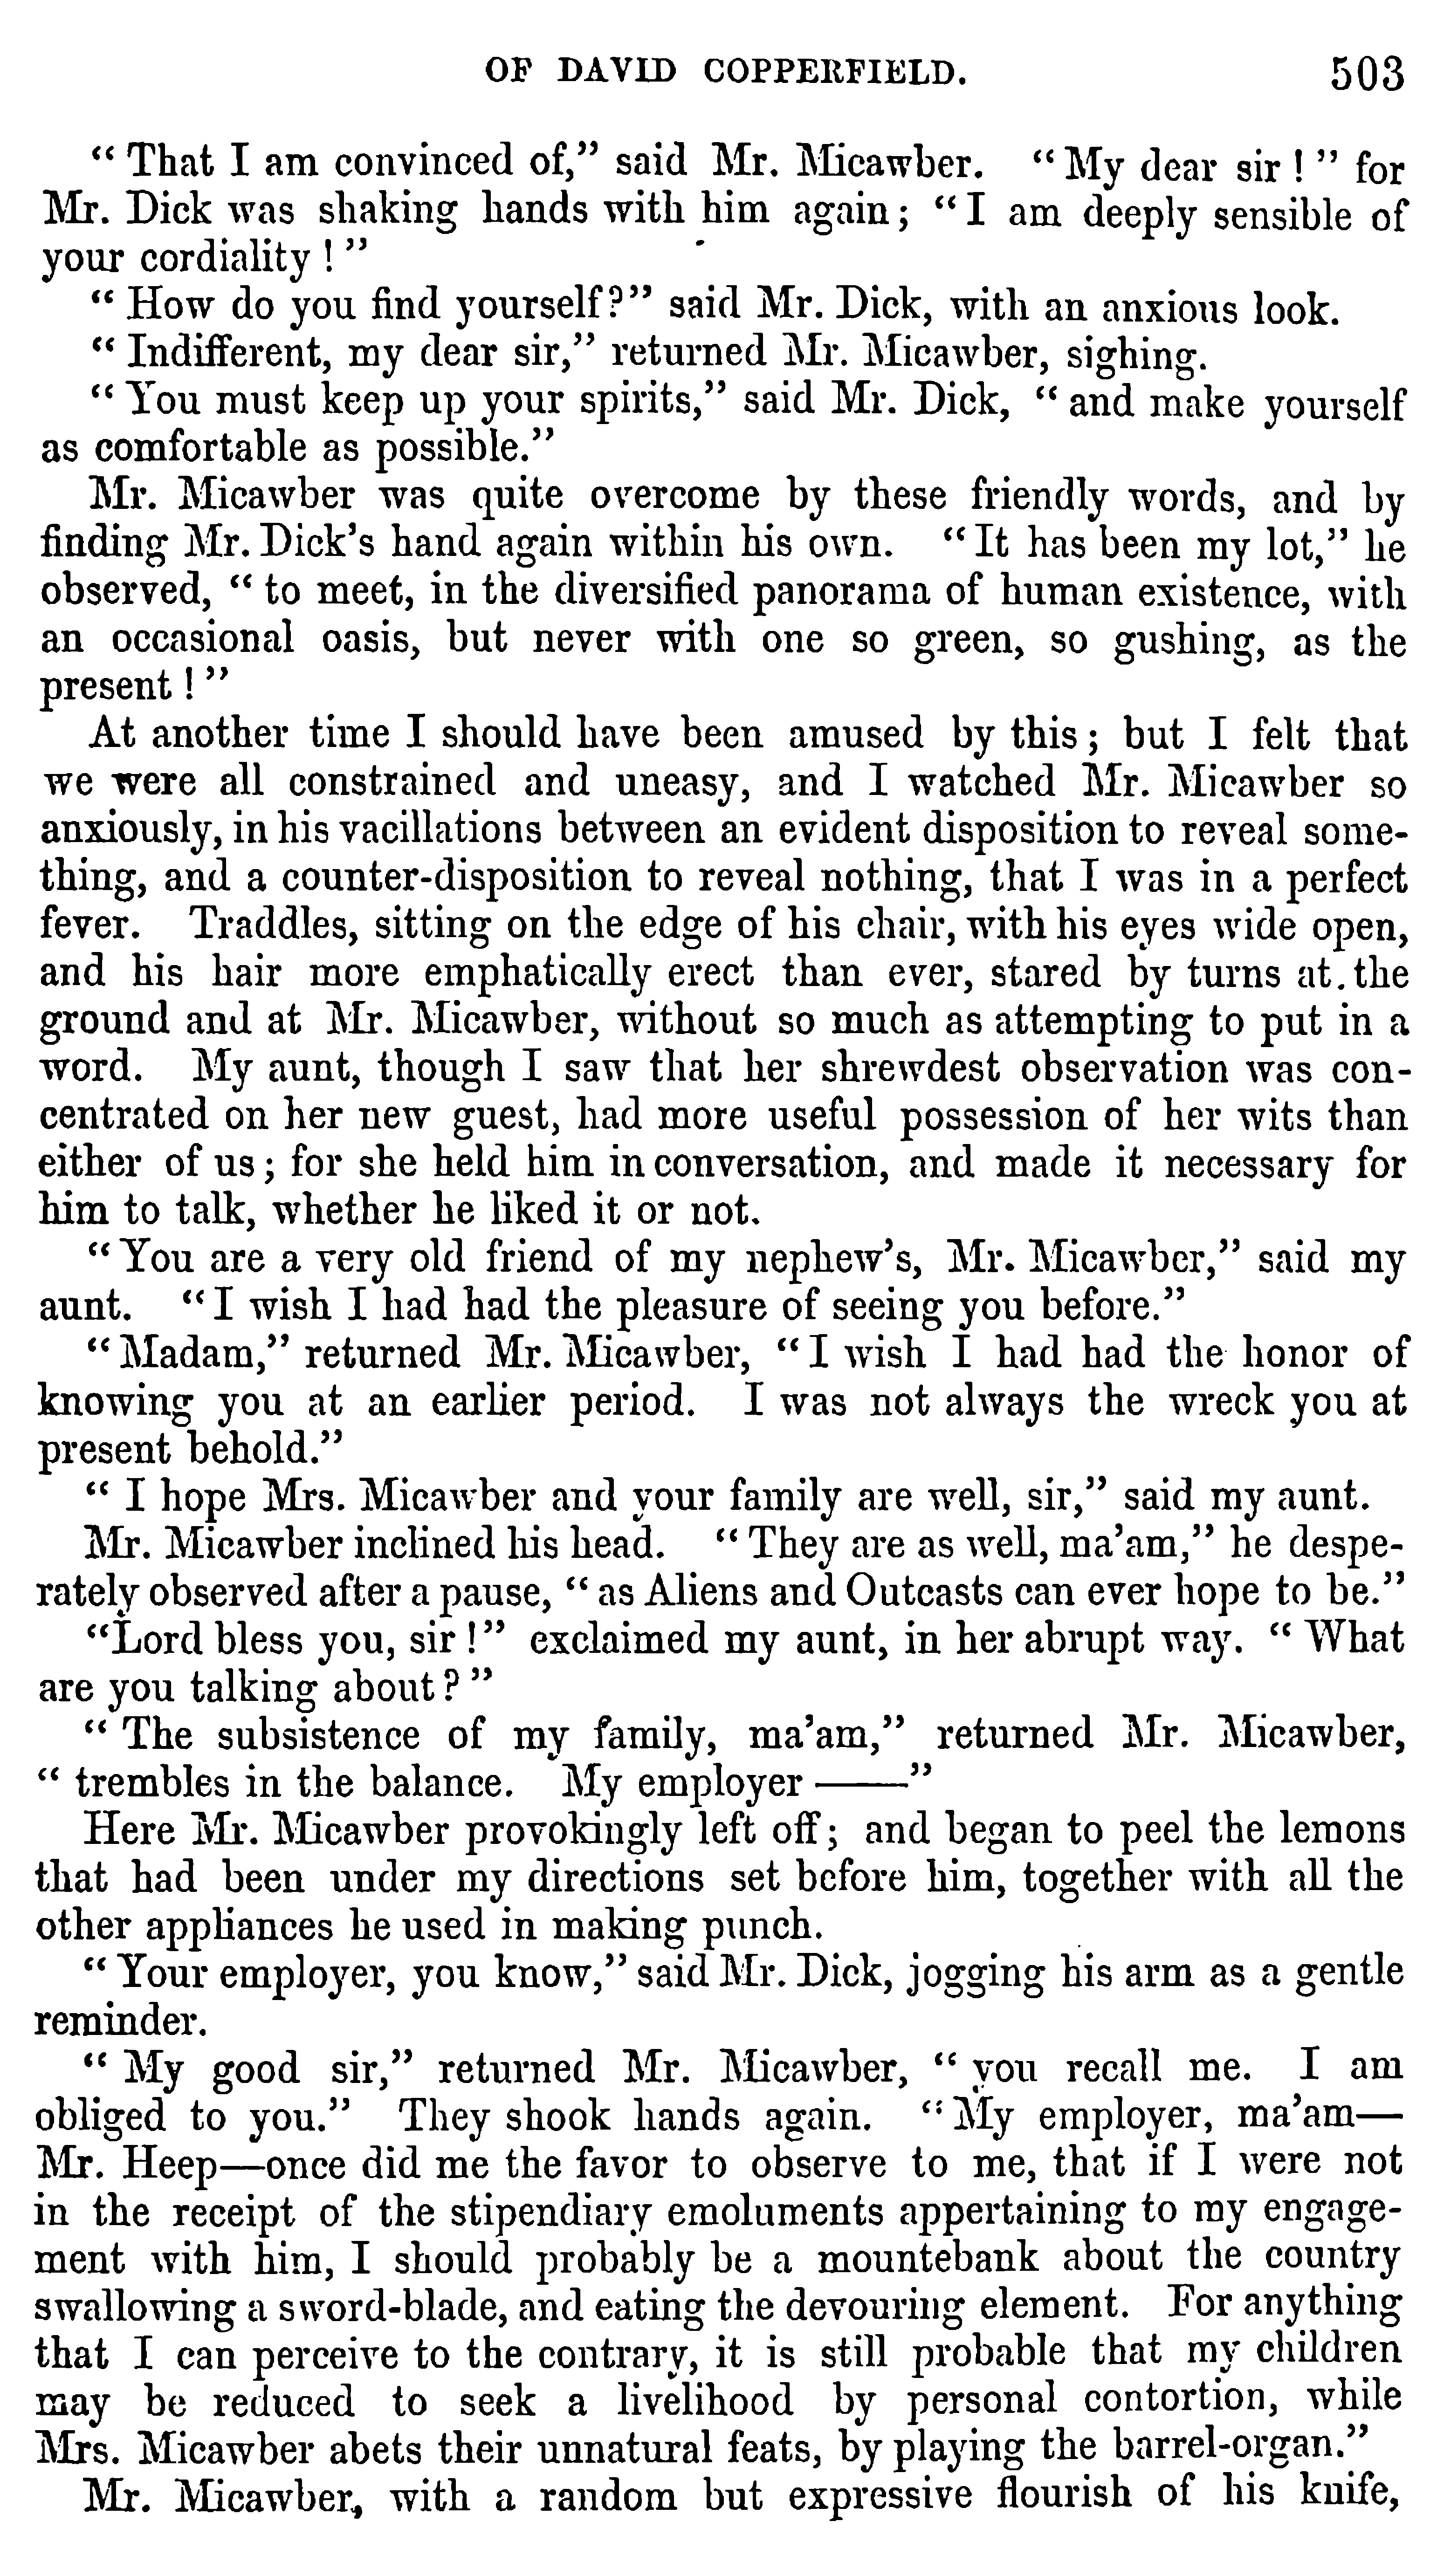 OF DAVID COPPERFIELD. 503
“ That I am convinced of,” said Mr. Micawber. “ My dear sir ! ” for
Mr. Dick was shaking hands with him again ; “ I am deeply sensible of
your cordiality ! ”
“ How do you find yourself?” said Mr. Dick, with an anxious look.
“ Indifferent, my dear sir,” returned Mr. Micawber, sighing.
“ You must keep up your spirits,” said Mr. Dick, “ and make yourself
as comfortable as possible.”
Mr. Micawber was quite overcome by these friendly words, and by
finding Mr. Dick’s hand again within his own. “ It has been my lot,” he
observed, “ to meet, in the diversified panorama of human existence, with
an occasional oasis, but never with one so green, so gushing, as the
present ! ”
At another time I should have been amused by this ; but I felt that
we were all constrained and uneasy, and I watched Mr. Micawber so
anxiously, in his vacillations between an evident disposition to reveal some-
thing, and a counter-disposition to reveal nothing, that I was in a perfect
fever. Traddles, sitting on the edge of his chair, with his eyes wide open,
and his hair more emphatically erect than ever, stared by turns at the
ground and at Mr. Micawber, without so much as attempting to put in a
word. My aunt, though I saw that her shrewdest observation was con-
centrated on her new guest, had more useful possession of her wits than
either of us ; for she held him in conversation, and made it necessary for
him to talk, whether he liked it or not.
“ You are a very old friend of my nephew’s, Mr. Micawber,” said my
aunt. “ I wish I had had the pleasure of seeing you before.”
“ Madam,” returned Mr. Micawber, “ I wish I had had the honor of
knowing you at an earlier period. I was not always the wreck you at
present behold.”
“ I hope Mrs. Micawber and your family are well, sir,” said my aunt.
Mr. Micawber inclined his head. “ They are as well, ma’am,” he despe-
rately observed after a pause, “ as Aliens and Outcasts can ever hope to be.”
“Lord bless you, sir !” exclaimed my aunt, in her abrupt way. “ What
are you talking about ? ”
“ The subsistence of my family, ma’am,” returned Mr. Micawber,
“ trembles in the balance. My employer ——”
Here Mr. Micawber provokingly left off ; and began to peel the lemons
that had been under my directions set before him, together with all the
other appliances he used in making punch.
“ Your employer, you know,” said Mr. Dick, jogging his arm as a gentle
reminder.
“ My good sir,” returned Mr. Micawber, “ you recall me. I am
obliged to you.” They shook hands again. “ My employer, ma’am—
Mr. Heep—once did me the favor to observe to me, that if I were not
in the receipt of the stipendiary emoluments appertaining to my engage-
ment with him, I should probably be a mountebank about the country
swallowing a sword-blade, and eating the devouring element. For anything
that I can perceive to the contrary, it is still probable that my children
may be reduced to seek a livelihood by personal contortion, while
Mrs. Micawber abets their unnatural feats, by playing the barrel-organ.”
Mr. Micawber, with a random but expressive flourish of his knife,